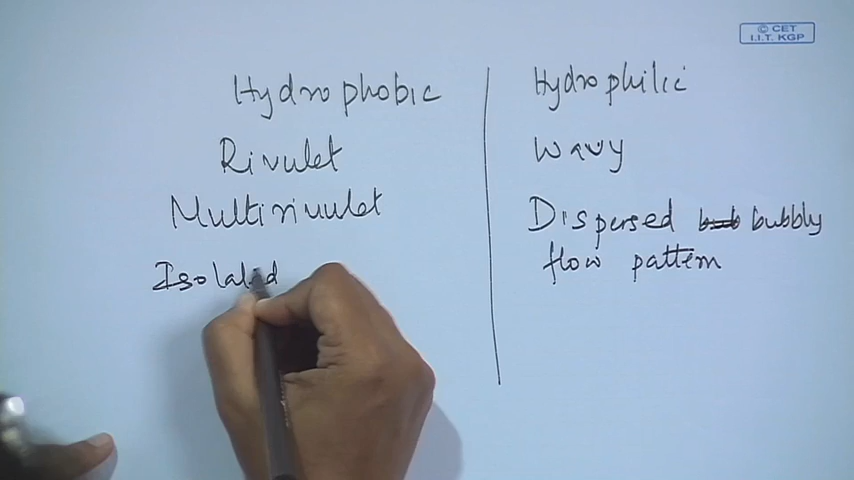 © CET
I.I.T. KGP
Hydrophobic
Rivulet
Multirivulet
Isolated
Hydrophilic
Wavy
Dispersed bubbly
flow pattern